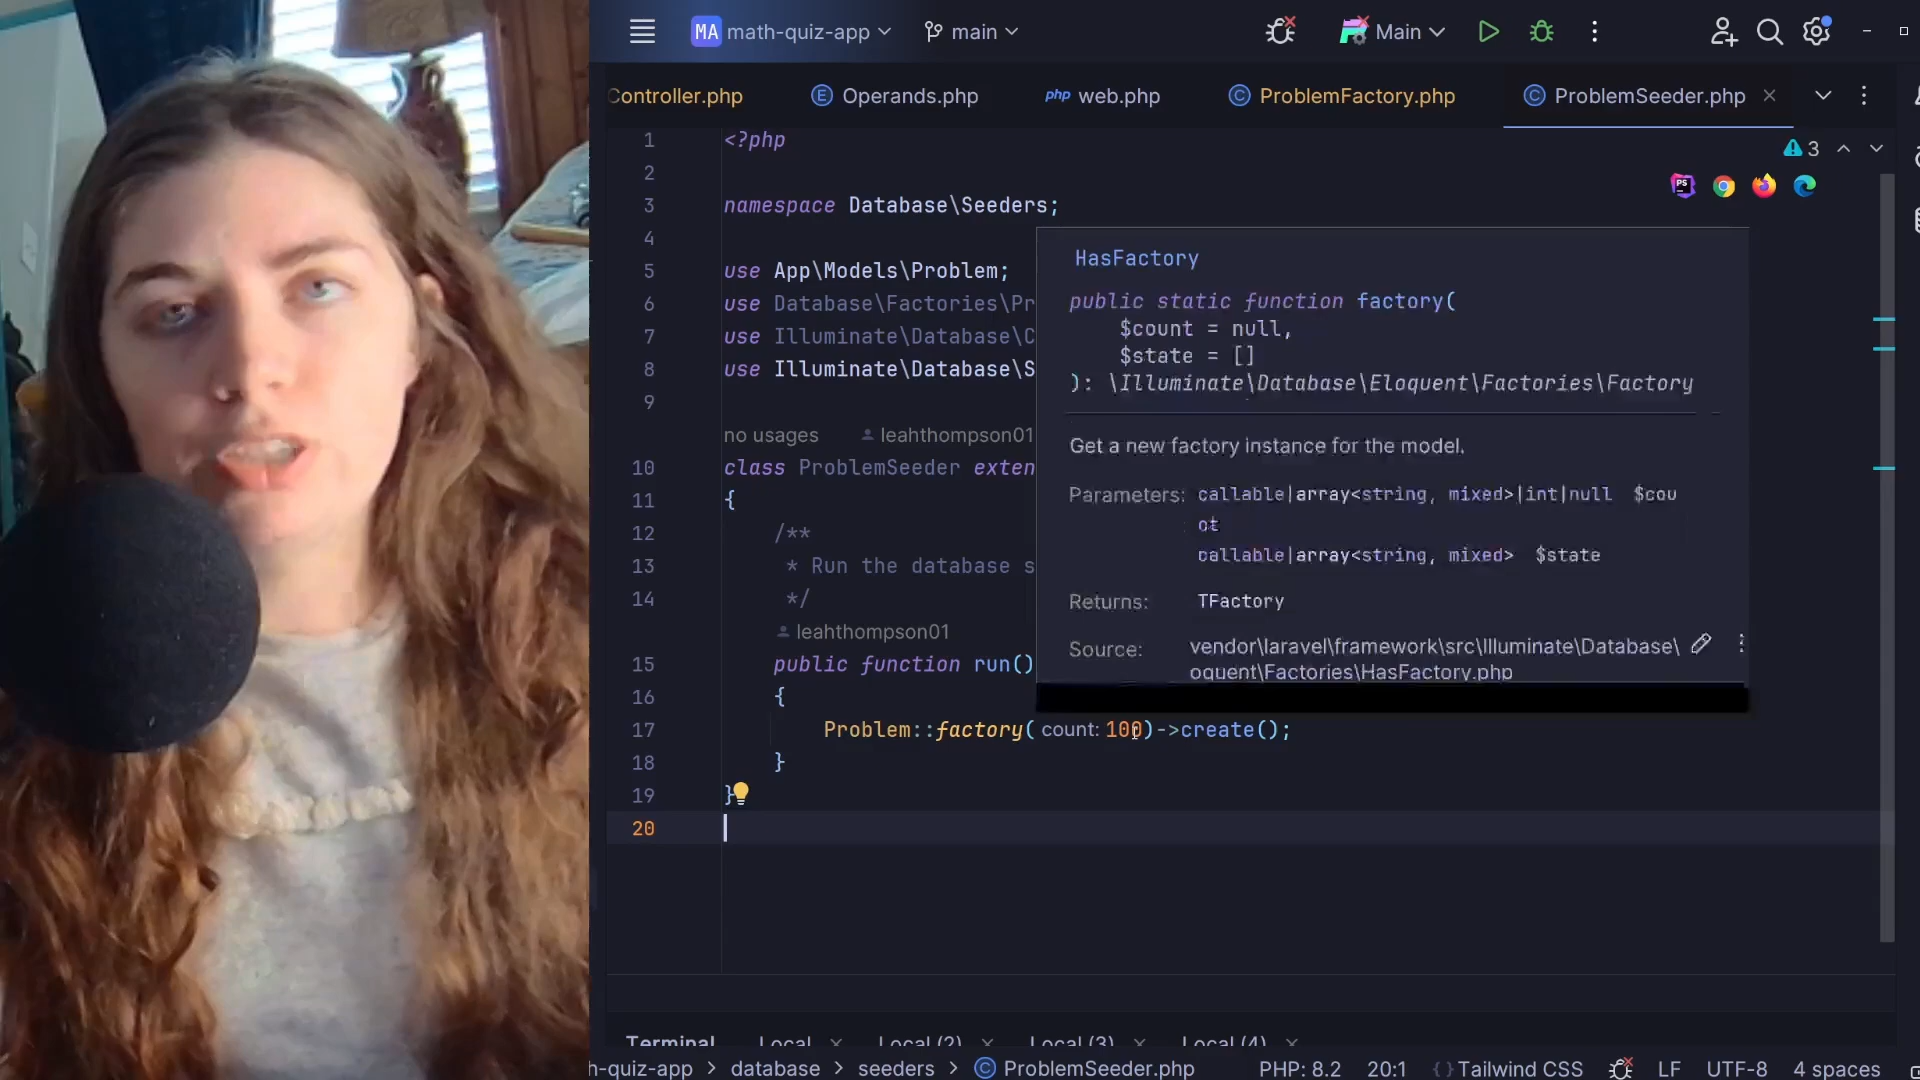 MA math-quiz-app main Main
Controller.php Operands.php php web.php ProblemFactory.php ProblemSeeder.php
3
PS
1 <?php
2
3 namespace Database\Seeders;
4
5 use App\Models\Problem;
6 use Database\Factories\Pr
7 use Illuminate\Database\C
8 use Illuminate\Database\S
9
no usages leahthompson01
10 class ProblemSeeder exten
11 {
12 /**
13 * Run the database s
14 */
leahthompson01
15 public function run()
16 {
17 Problem::factory( count: 100)->create();
18 }
19 }
20
HasFactory
public static function factory(
$count = null,
$state = []
): \Illuminate\Database\Eloquent\Factories\Factory
Get a new factory instance for the model.
Parameters: callable|array<string, mixed>|int|null $cou
callable|array<string, mixed> $state
Returns: TFactory
Source: vendor\laravel\framework\src\Illuminate\Database\
oquent\Factories\HasFactory.php
Terminal Local Local (2) Local (3) Local (4)
h-quiz-app > database > seeders > ProblemSeeder.php PHP: 8.2 20:1 Tailwind CSS LF UTF-8 4 spaces